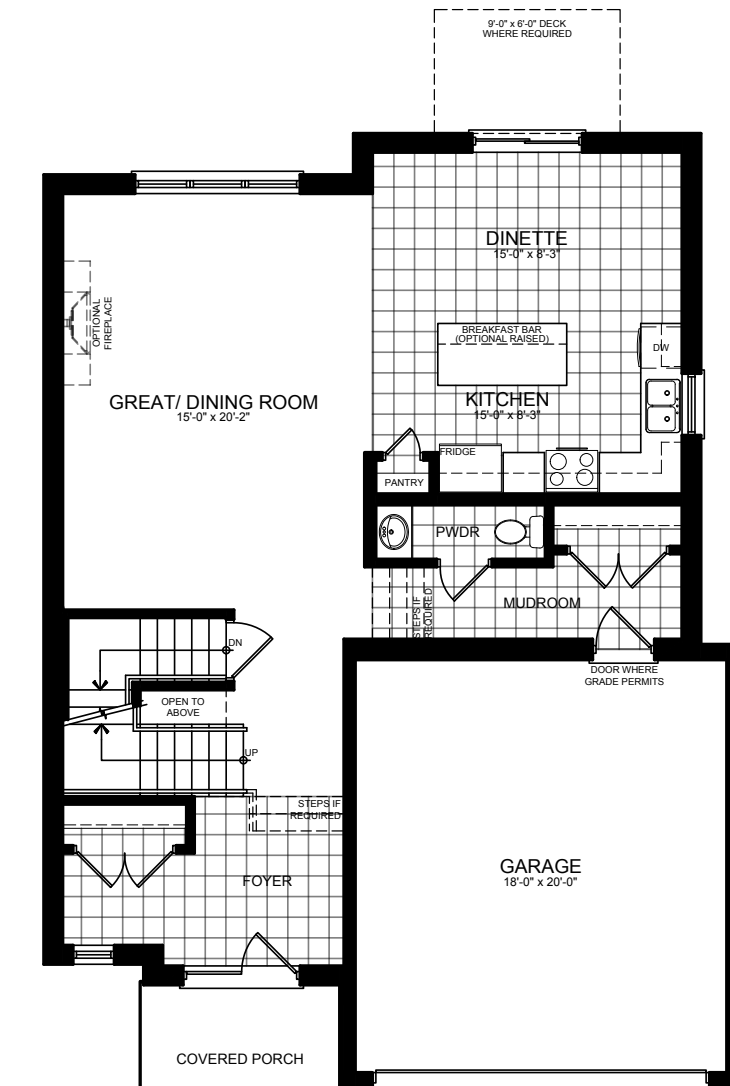 9'-0" x 6'-0" DECK
WHERE REQUIRED
DINETTE
15'-0" x 8'-3"
OPTIONAL
FIREPLACE
BREAKFAST BAR
(OPTIONAL RAISED)
DW
GREAT/ DINING ROOM
15'-0" x 20'-2"
KITCHEN
15'-0" x 8'-3"
FRIDGE
PANTRY
PWDR
MUDROOM
STEPS IF
REQUIRED
DN
DOOR WHERE
GRADE PERMITS
OPEN TO
ABOVE
UP
STEPS IF
REQUIRED
GARAGE
18'-0" x 20'-0"
FOYER
COVERED PORCH